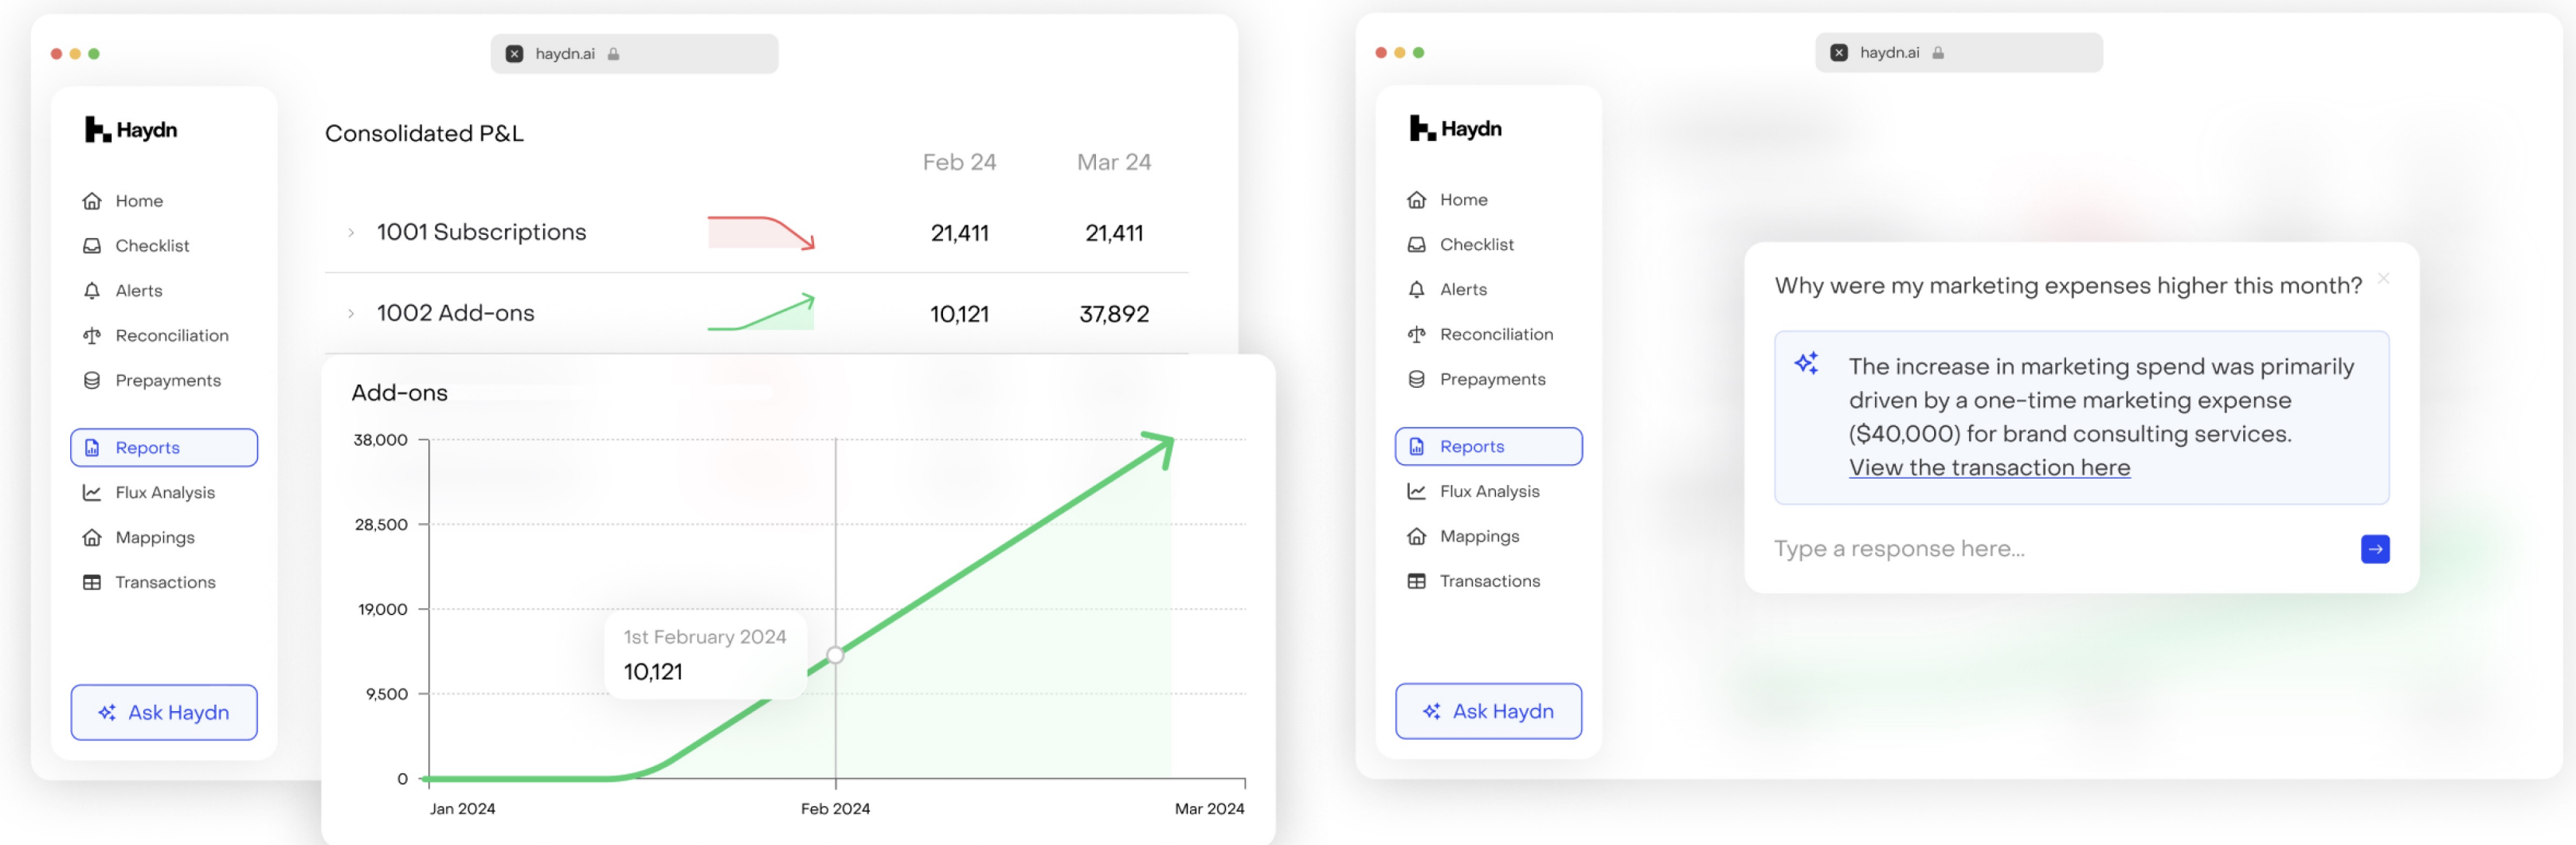 haydn.ai
Haydn
Home
Checklist
Alerts
Reconciliation
Prepayments
Reports
Flux Analysis
Mappings
Transactions
Ask Haydn
Consolidated P&L
Feb 24 Mar 24
1001 Subscriptions 21,411 21,411
1002 Add-ons 10,121 37,892
Add-ons
38,000
28,500
19,000
9,500
0
1st February 2024
10,121
Jan 2024 Feb 2024 Mar 2024
haydn.ai
Haydn
Home
Checklist
Alerts
Reconciliation
Prepayments
Reports
Flux Analysis
Mappings
Transactions
Ask Haydn
Why were my marketing expenses higher this month?
The increase in marketing spend was primarily
driven by a one-time marketing expense
($40,000) for brand consulting services.
View the transaction here
Type a response here...